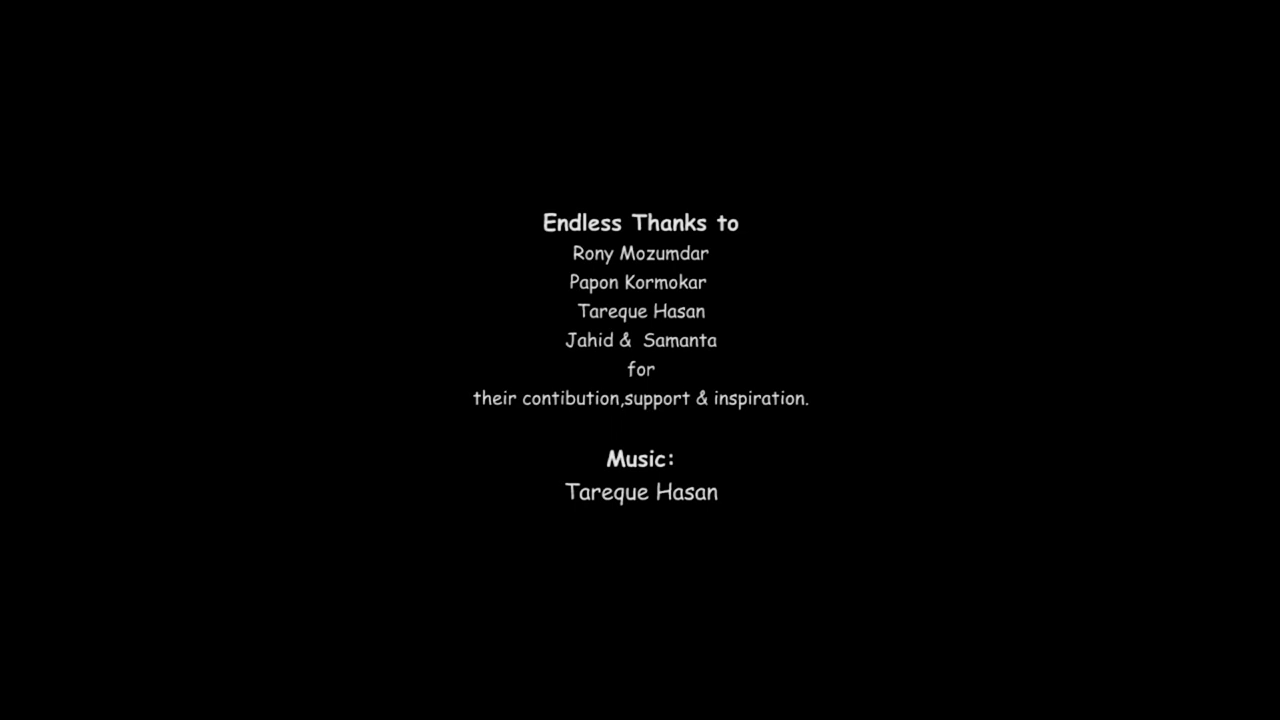 Endless Thanks to
Rony Mozumdar
Papon Kormokar
Tareque Hasan
Jahid & Samanta
for
their contibution,support & inspiration.
Music:
Tareque Hasan